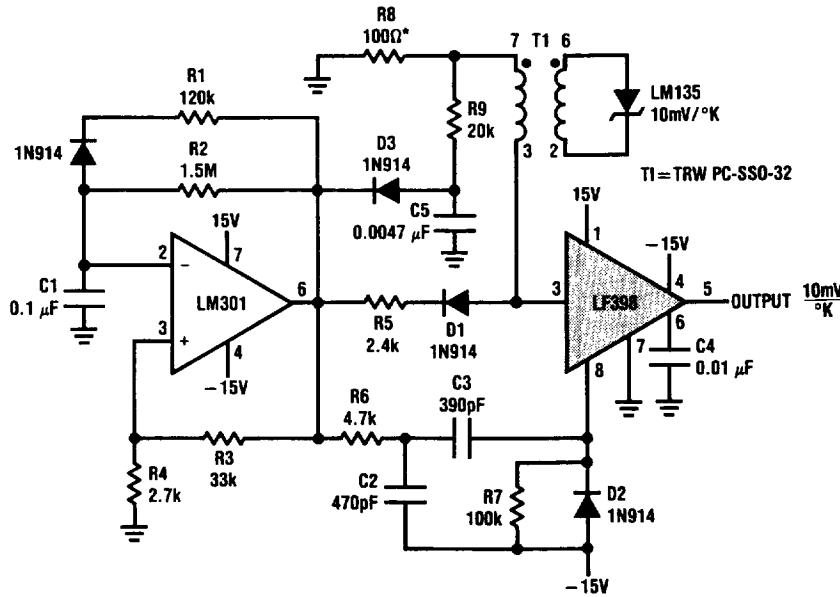 R8
100Ω*
7 T1 6
R1
120k
LM135
10mV/°K
R9
20k
1N914
R2
1.5M
D3
1N914
3
2
T1=TRW PC-SSO-32
C5
0.0047 μF
15V
15V
7
1
-15V
C1
0.1 μF
2
−
LM301
6
3
+
4
-15V
R5
2.4k
D1
1N914
3
LF398
4
5
OUTPUT
10mV
°K
6
7
8
C4
0.01 μF
R6
4.7k
C3
390pF
R4
2.7k
R3
33k
C2
470pF
R7
100k
D2
1N914
-15V